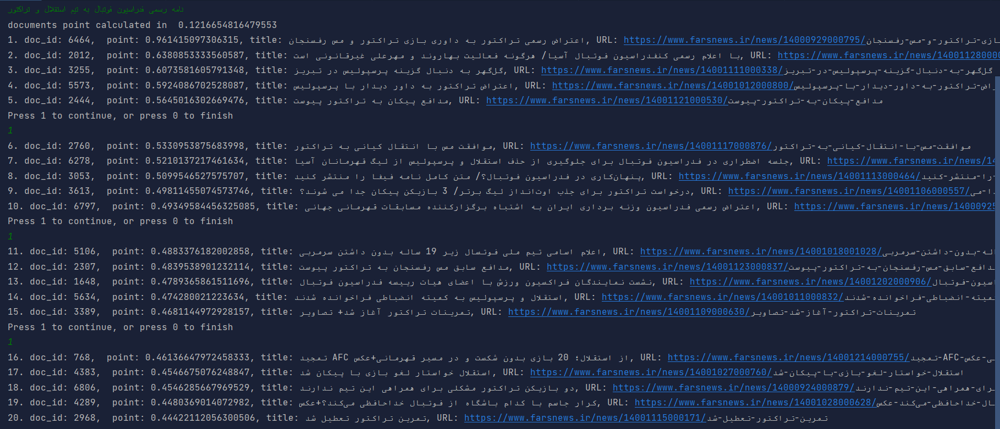 نامه رسمی فدراسیون فوتبال به تیم استقلال و تراکتور
documents point calculated in  0.1216654816479553
1. doc_id: 6464,  point: 0.961415097306315, title: اعتراض رسمی تراکتور به داوری بازی تراکتور و مس رفسنجان, URL: https://www.farsnews.ir/news/14000929000795/ازی-تراکتور-و-مس-رفسنجان
2. doc_id: 2012,  point: 0.6380853333560587, title: با اعلام رسمی کنفدراسیون فوتبال آسیا/ هرگونه فعالیت بهاروند و مهرعلی غیرقانونی است, URL: https://www.farsnews.ir/news/140011280000
3. doc_id: 3255,  point: 0.6073581605791348, title: گل‌گهر به دنبال گزینه پرسپولیس در تبریز, URL: https://www.farsnews.ir/news/14001111000338/گل‌گهر-به-دنبال-گزینه-پرسپولیس-در-تبریز
4. doc_id: 5573,  point: 0.5924086702528087, title: اعتراض تراکتور به داور دیدار با پرسپولیس, URL: https://www.farsnews.ir/news/14001012000800/راض-تراکتور-به-داور-دیدار-با-پرسپولیس
5. doc_id: 2444,  point: 0.5645016302669476, title: مدافع پیکان به تراکتور پیوست, URL: https://www.farsnews.ir/news/14001121000530/مدافع-پیکان-به-تراکتور-پیوست
Press 1 to continue, or press 0 to finish
1
6. doc_id: 2760,  point: 0.5330953875683998, title: موافقت مس با انتقال کیانی به تراکتور, URL: https://www.farsnews.ir/news/14001117000876/موافقت-مس-با-انتقال-کیانی-به-تراکتور
7. doc_id: 6278,  point: 0.5210137217461634, title: جلسه اضطراری در فدراسیون فوتبال برای جلوگیری از حذف استقلال و پرسپولیس از لیگ قهرمانان آسیا, URL: https://www.farsnews.ir/news/14
8. doc_id: 3053,  point: 0.5099546527575707, title: پنهان‌کاری در فدراسیون فوتبال؟/ متن کامل نامه فیفا را منتشر کنید, URL: https://www.farsnews.ir/news/14001113000464/را-منتشر-کنید
9. doc_id: 3613,  point: 0.49811455074573746, title: درخواست تراکتور برای جذب اوت‌انداز لیگ برتر/ 3 بازیکن پیکان جدا می شوند؟, URL: https://www.farsnews.ir/news/14001106000557/دا-می
10. doc_id: 6797,  point: 0.49349584456325085, title: اعتراض رسمی فدراسیون وزنه برداری ایران به اشتباه برگزارکننده مسابقات قهرمانی جهانی, URL: https://www.farsnews.ir/news/1400092
Press 1 to continue, or press 0 to finish
1
11. doc_id: 5106,  point: 0.4883376182002858, title: اعلام اسامی تیم ملی فوتسال زیر 19 ساله بدون داشتن سرمربی, URL: https://www.farsnews.ir/news/14001018001028/اله-بدون-داشتن-سرمربی
12. doc_id: 2307,  point: 0.4839538901232114, title: مدافع سابق مس رفسنجان به تراکتور پیوست, URL: https://www.farsnews.ir/news/14001123000837/دافع-سابق-مس-رفسنجان-به-تراکتور-پیوست
13. doc_id: 1648,  point: 0.4789365861511696, title: نشست نمایندگان فراکسیون ورزش با اعضای هیات رییسه فدراسیون فوتبال, URL: https://www.farsnews.ir/news/14001202000906/اسیون-فوتبال
14. doc_id: 5634,  point: 0.474280021223634, title: استقلال و پرسپولیس به کمیته انضباطی فراخوانده شدند, URL: https://www.farsnews.ir/news/14001011000832/میته-انضباطی-فراخوانده-شدند
15. doc_id: 3389,  point: 0.46811449729281​57, title: تمرینات تراکتور آغاز شد+ تصاویر, URL: https://www.farsnews.ir/news/14001109000630/تمرینات-تراکتور-آغاز-شد-تصاویر
Press 1 to continue, or press 0 to finish
1
16. doc_id: 768,  point: 0.46136647972458333, title: تمجید AFC از استقلال؛ 20 بازی بدون شکست و در مسیر قهرمانی+عکس, URL: https://www.farsnews.ir/news/14001214000755/تمجید-AFC-ی-عکس
17. doc_id: 4383,  point: 0.4546675076248847, title: استقلال خواستار لغو بازی با پیکان شد, URL: https://www.farsnews.ir/news/14001027000760/استقلال-خواستار-لغو-بازی-با-پیکان-شد
18. doc_id: 6806,  point: 0.4546285667969529, title: دو بازیکن تراکتور مشکلی برای همراهی این تیم ندارند, URL: https://www.farsnews.ir/news/14000924000879/رای-همراهی-این-تیم-ندارند
19. doc_id: 4289,  point: 0.4480369014072982, title: کرار جاسم با کدام باشگاه از فوتبال خداحافظی می‌کند؟+عکس, URL: https://www.farsnews.ir/news/14001028000628/ال-خداحافظی-می‌کند-عکس
20. doc_id: 2968,  point: 0.44422112056300506, title: تمرین تراکتور تعطیل شد, URL: https://www.farsnews.ir/news/14001115000171/تمرین-تراکتور-تعطیل-شد